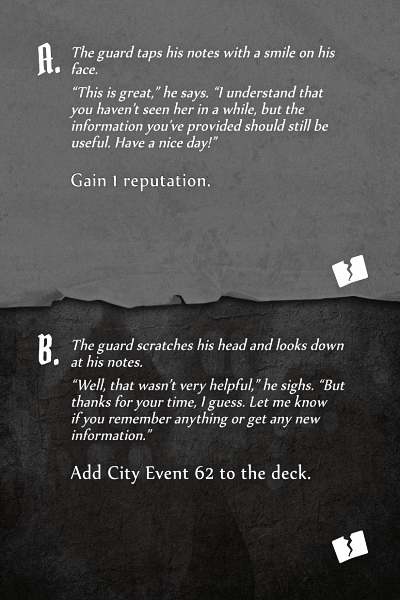 A.
The guard taps his notes with a smile on his
face.
“This is great,” he says. “I understand that
you haven’t seen her in a while, but the
information you’ve provided should still be
useful. Have a nice day!”
Gain 1 reputation.
B.
The guard scratches his head and looks down
at his notes.
“Well, that wasn’t very helpful,” he sighs. “But
thanks for your time, I guess. Let me know
if you remember anything or get any new
information.”
Add City Event 62 to the deck.